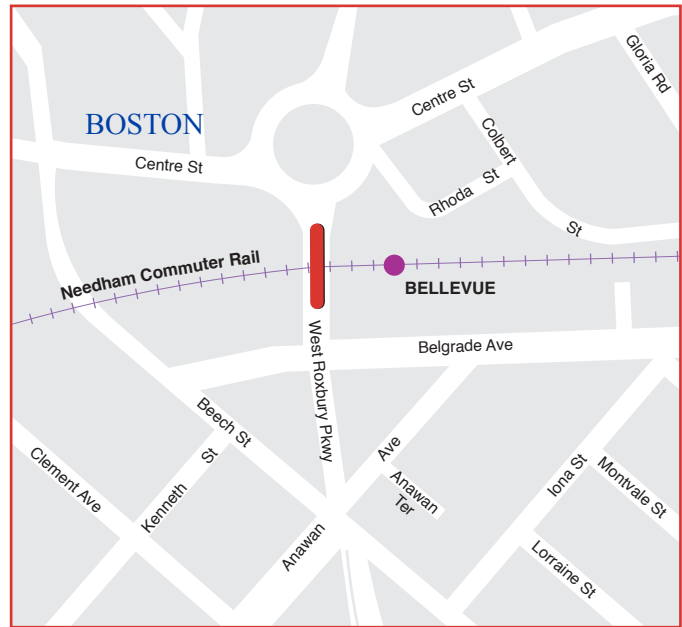 Gloria Rd
Centre St
BOSTON
Colbert
St
Centre St
Rhoda St
Needham Commuter Rail
BELLEVUE
West Roxbury Pkwy
Belgrade Ave
Beech St
Kenneth St
Clement Ave
Anawan Ave
Anawan
Ter
Iona St
Montvale St
Lorraine St